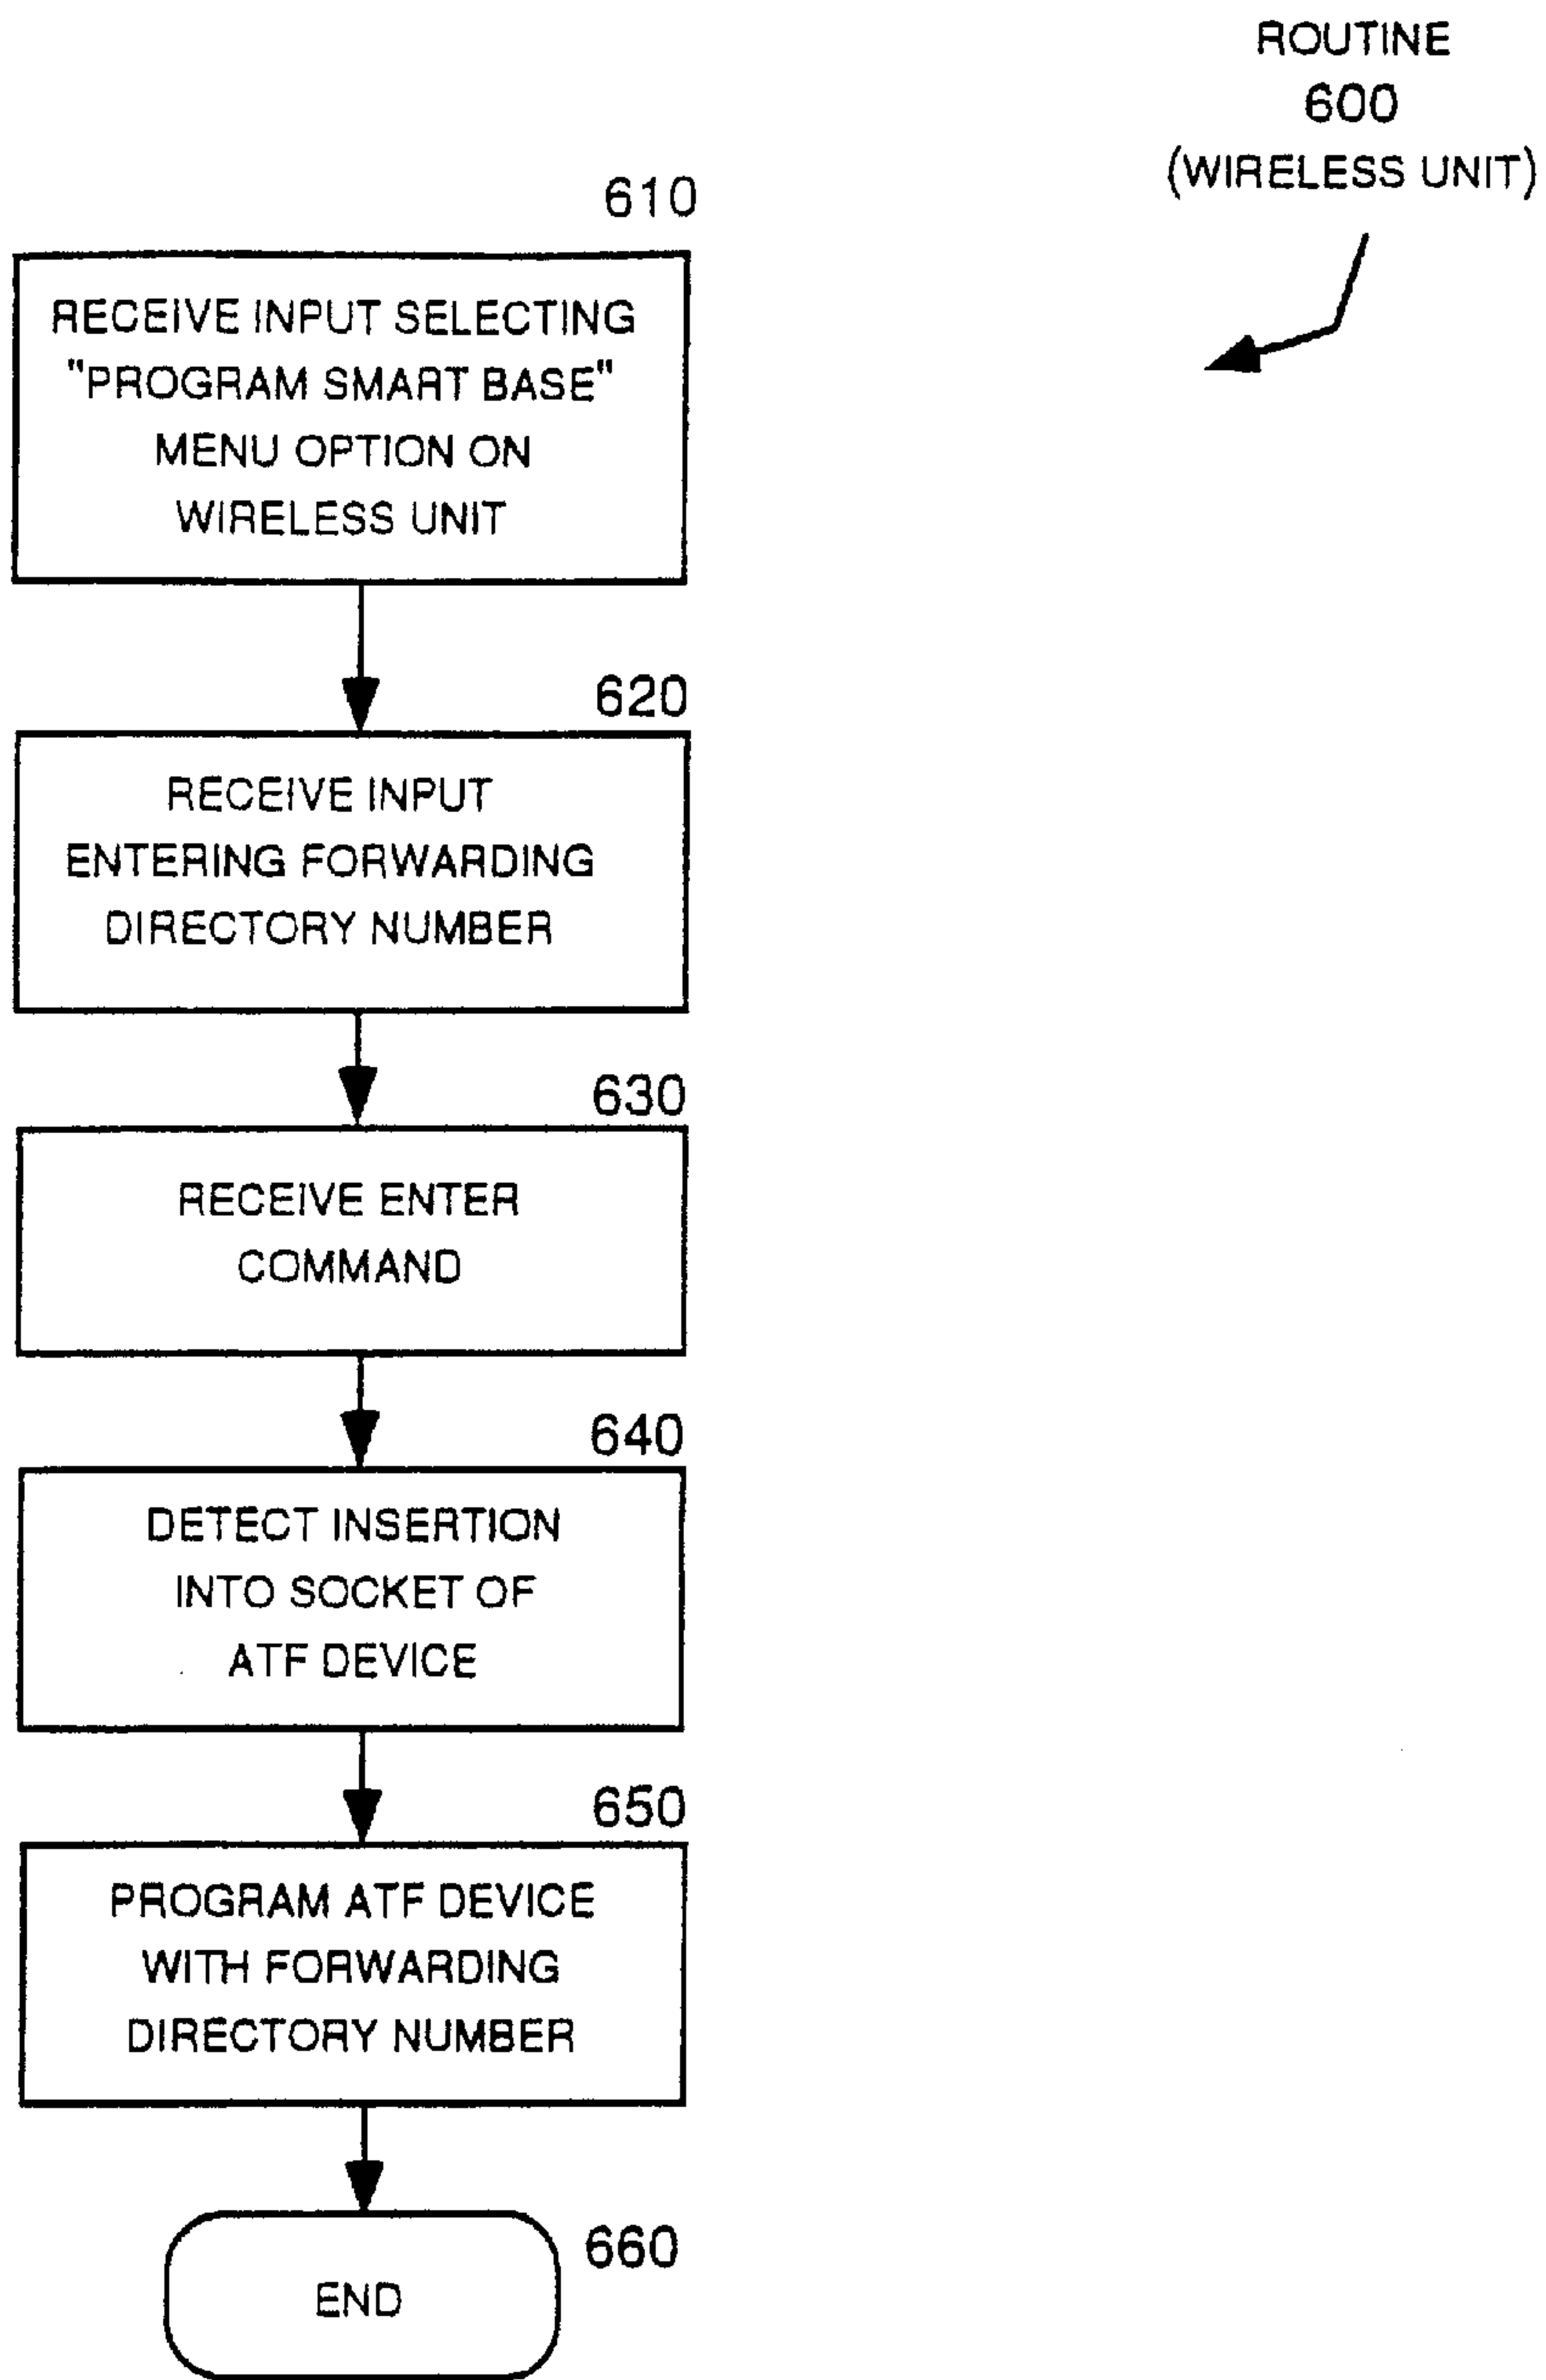 ROUTINE
600
(WIRELESS UNIT)
610
RECEIVE INPUT SELECTING
"PROGRAM SMART BASE"
MENU OPTION ON
WIRELESS UNIT
620
RECEIVE INPUT
ENTERING FORWARDING
DIRECTORY NUMBER
630
RECEIVE ENTER
COMMAND
640
DETECT INSERTION
INTO SOCKET OF
ATF DEVICE
650
PROGRAM ATF DEVICE
WITH FORWARDING
DIRECTORY NUMBER
660
END